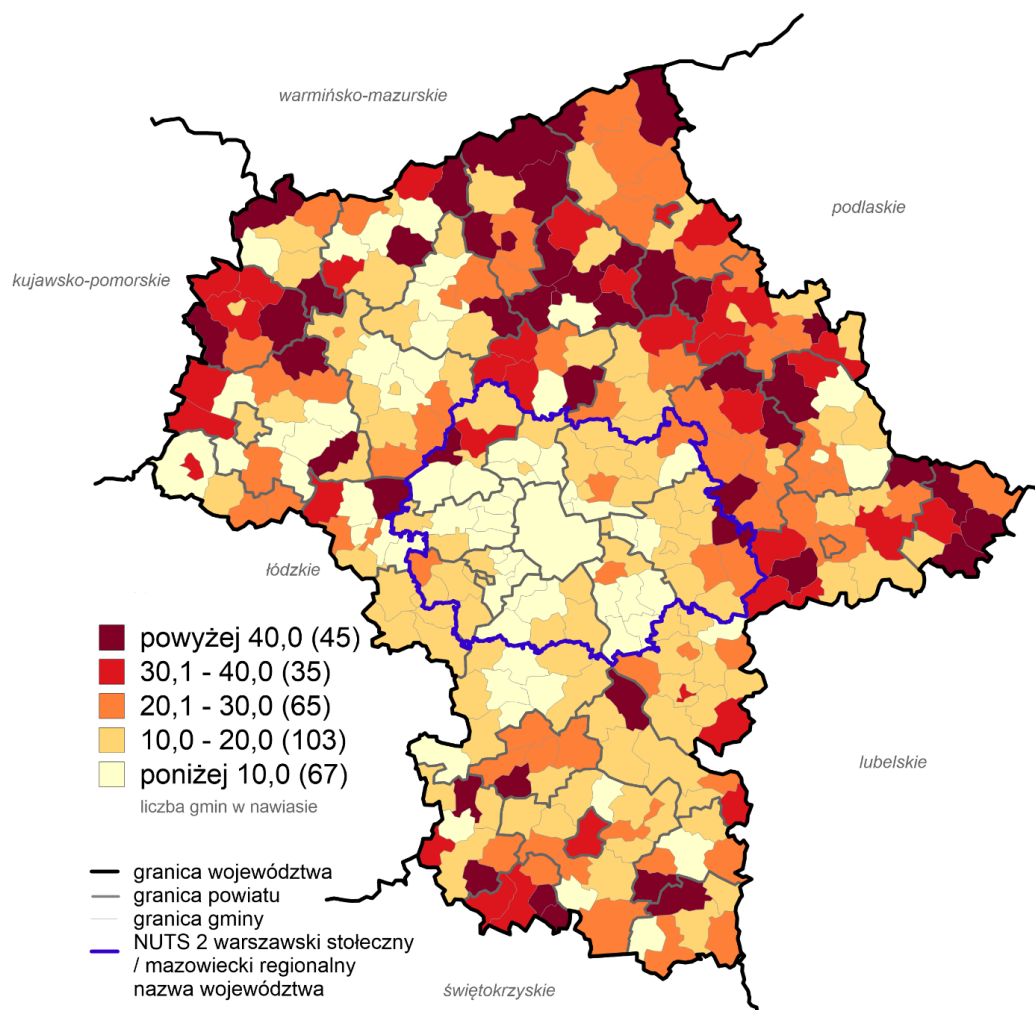 warmińsko-mazurskie
podlaskie
kujawsko-pomorskie
łódzkie
powyżej 40,0 (45)
30,1 - 40,0 (35)
20,1 - 30,0 (65)
10,0 - 20,0 (103)
poniżej 10,0 (67)
liczba gmin w nawiasie
lubelskie
granica województwa
granica powiatu
granica gminy
NUTS 2 warszawski stołeczny
/ mazowiecki regionalny
nazwa województwa
świętokrzyskie